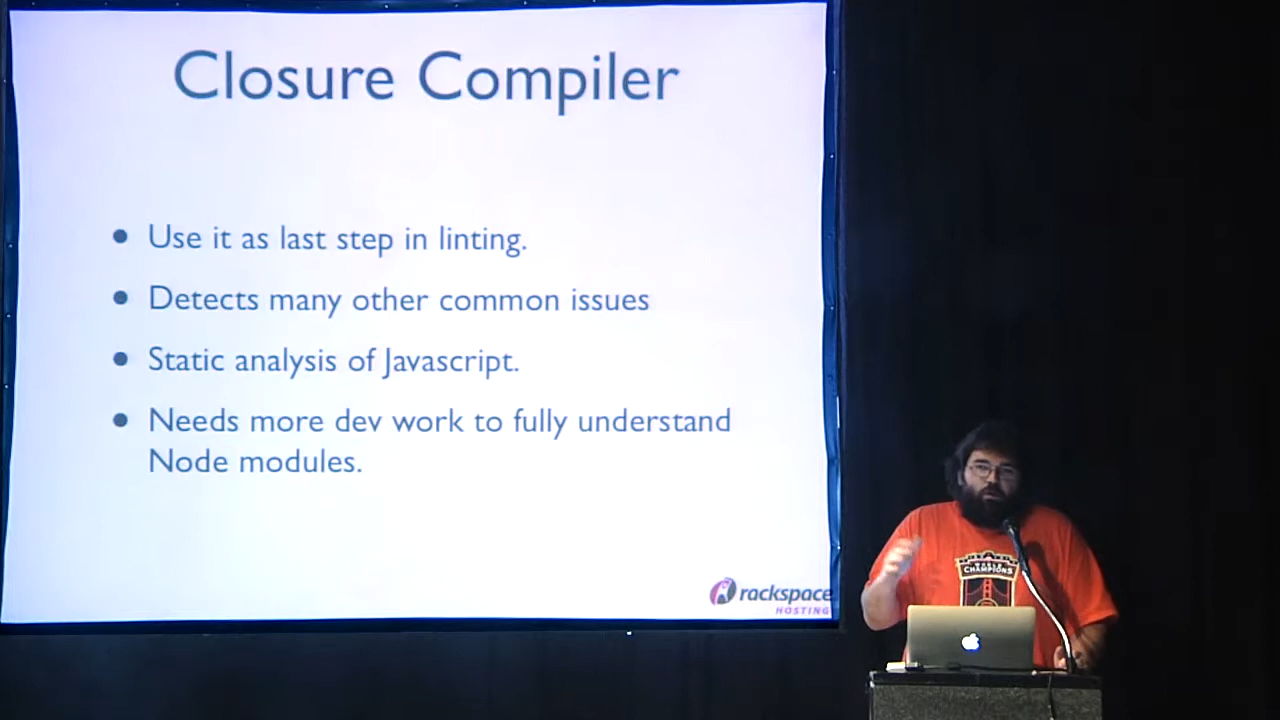 Closure Compiler
• Use it as last step in linting.
• Detects many other common issues
• Static analysis of Javascript.
• Needs more dev work to fully understand
Node modules.
rackspace
HOSTING
WORLD
CHAMPIONS